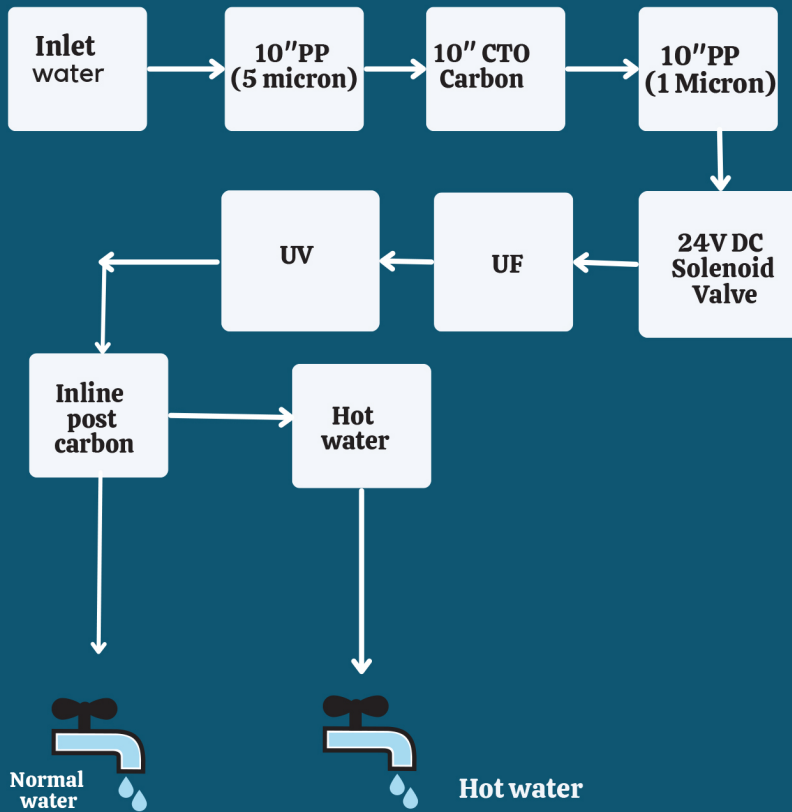 Inlet
water
10"PP
(5 micron)
10" CTO
Carbon
10"PP
(1 Micron)
24V DC
Solenoid
Valve
UF
UV
Inline
post
carbon
Hot
water
Normal
water
Hot water